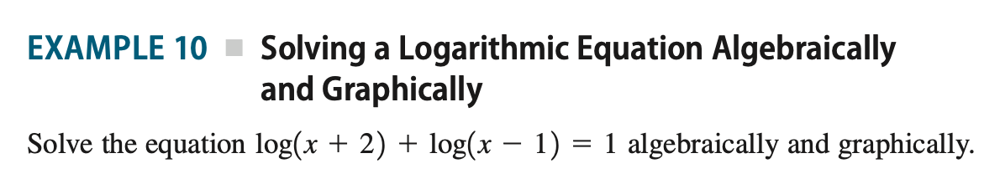 EXAMPLE 10 ■ Solving a Logarithmic Equation Algebraically
and Graphically
Solve the equation log(x + 2) + log(x − 1) = 1 algebraically and graphically.